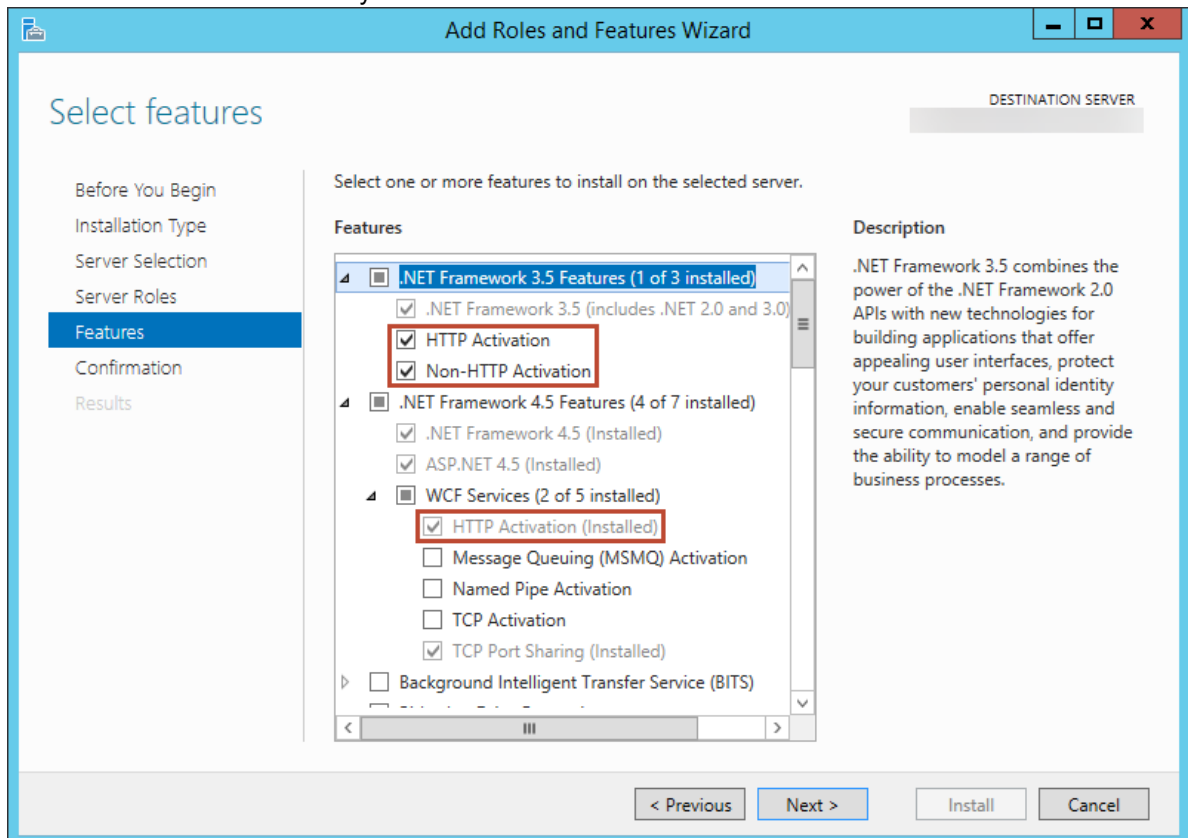 Add Roles and Features Wizard
Select features
DESTINATION SERVER
Before You Begin
Installation Type
Server Selection
Server Roles
Features
Confirmation
Results
Select one or more features to install on the selected server.
Features
.NET Framework 3.5 Features (1 of 3 installed)
.NET Framework 3.5 (includes .NET 2.0 and 3.0)
HTTP Activation
Non-HTTP Activation
.NET Framework 4.5 Features (4 of 7 installed)
.NET Framework 4.5 (Installed)
ASP.NET 4.5 (Installed)
WCF Services (2 of 5 installed)
HTTP Activation (Installed)
Message Queuing (MSMQ) Activation
Named Pipe Activation
TCP Activation
TCP Port Sharing (Installed)
Background Intelligent Transfer Service (BITS)
Description
.NET Framework 3.5 combines the
power of the .NET Framework 2.0
APIs with new technologies for
building applications that offer
appealing user interfaces, protect
your customers' personal identity
information, enable seamless and
secure communication, and provide
the ability to model a range of
business processes.
< Previous
Next >
Install
Cancel